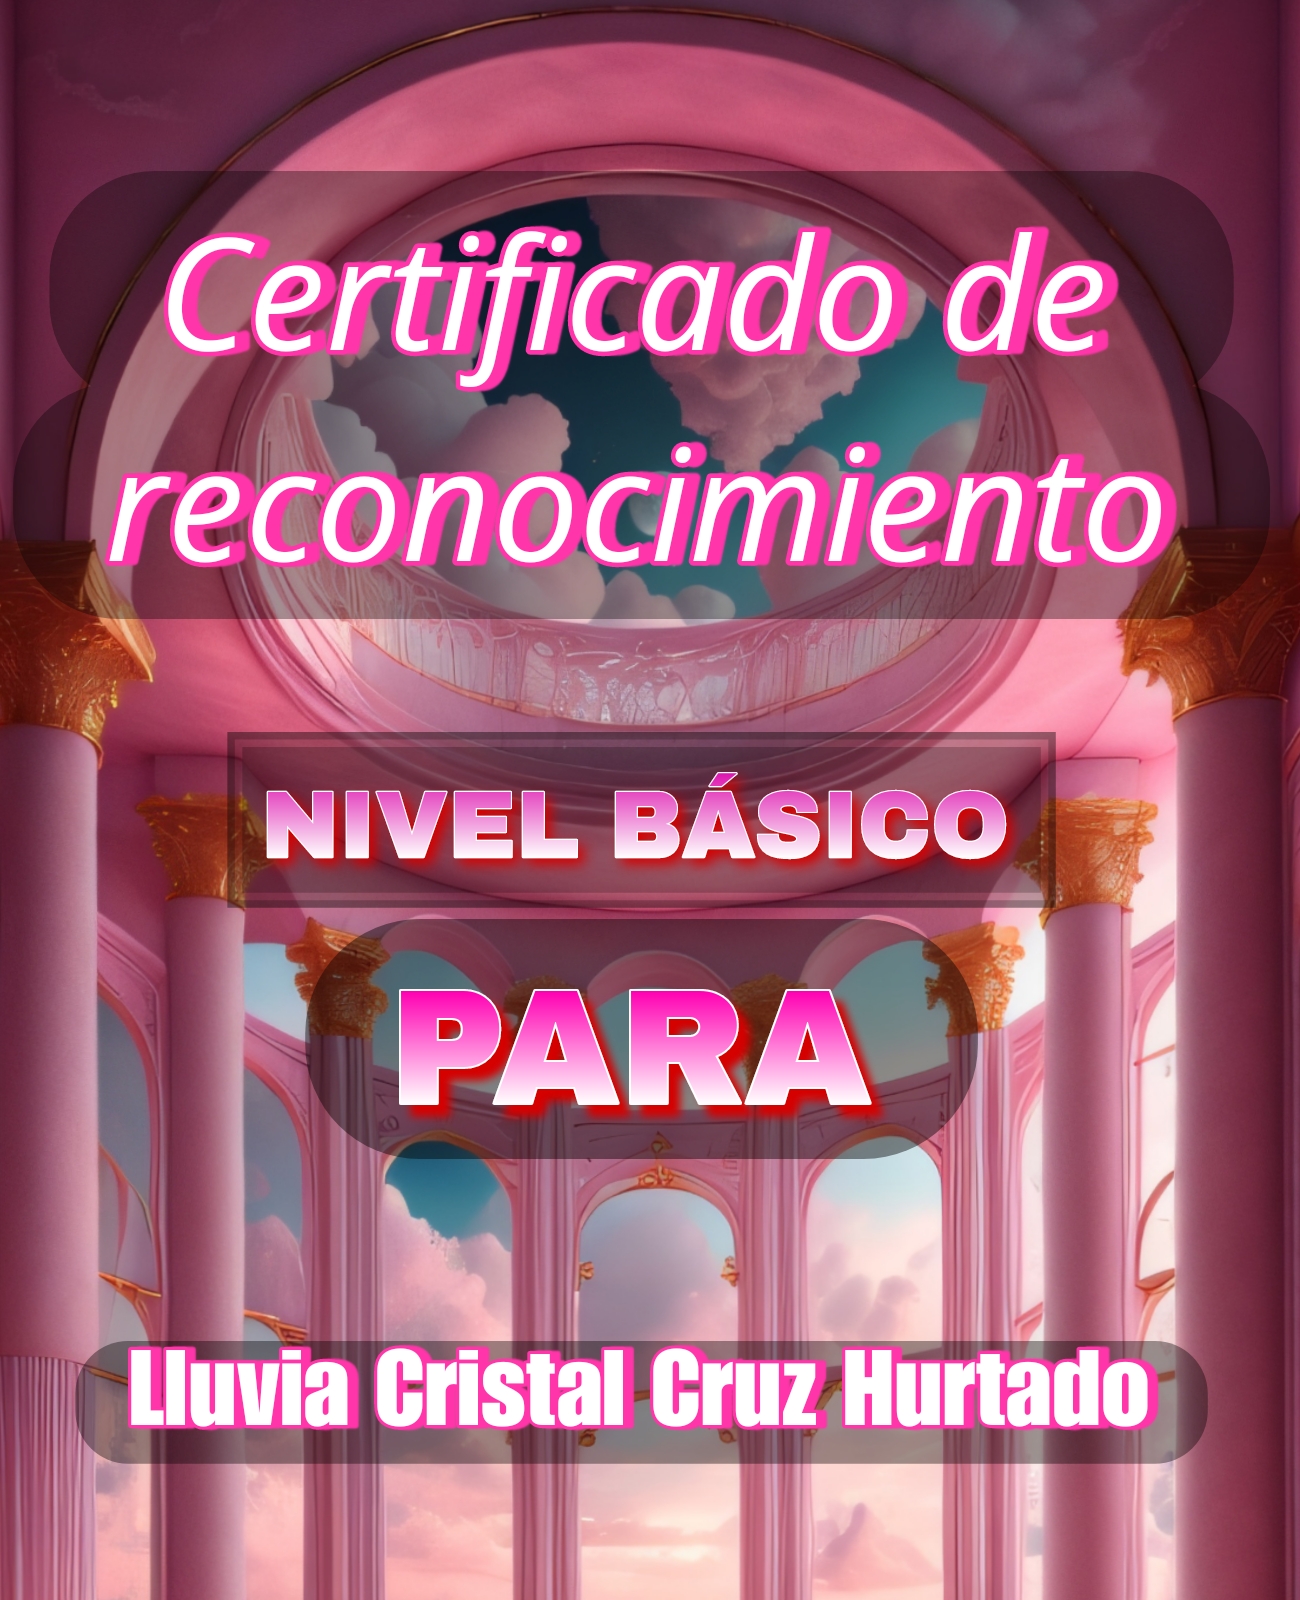 Certificado de
reconocimiento
NIVEL BÁSICO
PARA
Lluvia Cristal Cruz Hurtado